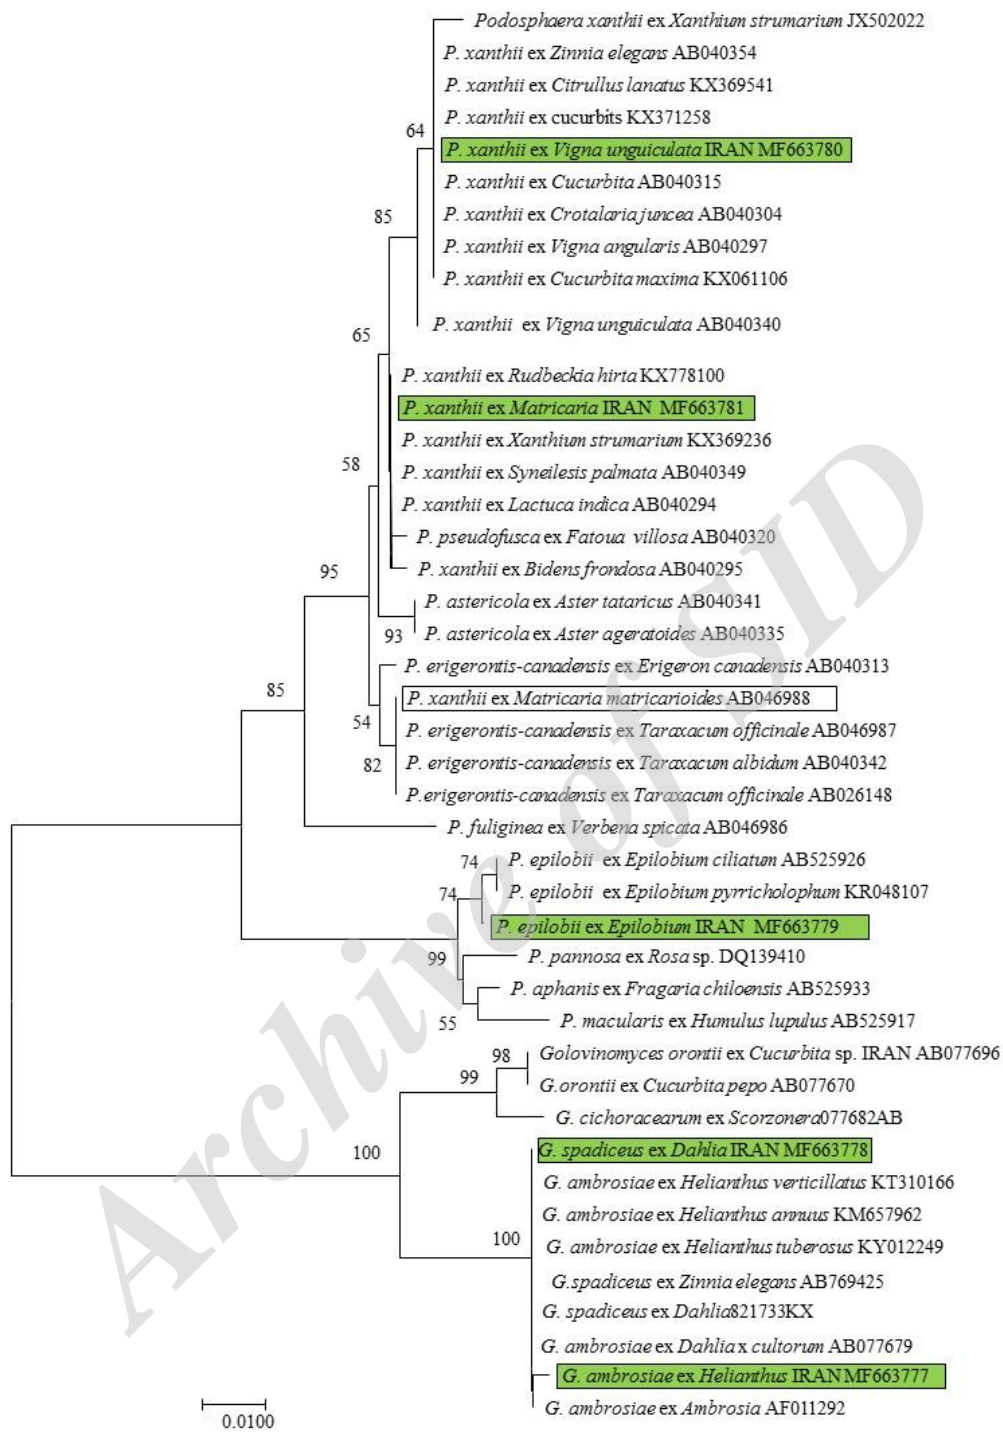 Podosphaera xanthii ex Xanthium strumarium JX502022
P. xanthii ex Zinnia elegans AB040354
P. xanthii ex Citrullus lanatus KX369541
P. xanthii ex cucurbits KX371258
64
P. xanthii ex Vigna unguiculata IRAN MF663780
P. xanthii ex Cucurbita AB040315
85
P. xanthii ex Crotalaria juncea AB040304
P. xanthii ex Vigna angularis AB040297
P. xanthii ex Cucurbita maxima KX061106
P. xanthii ex Vigna unguiculata AB040340
65
P. xanthii ex Rudbeckia hirta KX778100
P. xanthii ex Matricaria IRAN MF663781
P. xanthii ex Xanthium strumarium KX369236
58
P. xanthii ex Syneilesis palmata AB040349
P. xanthii ex Lactuca indica AB040294
P. pseudofusca ex Fatoua villosa AB040320
95
P. xanthii ex Bidens frondosa AB040295
P. astericola ex Aster tataricus AB040341
93
P. astericola ex Aster ageratoides AB040335
P. erigerontis-canadensis ex Erigeron canadensis AB040313
85
P. xanthii ex Matricaria matricarioides AB046988
54
P. erigerontis-canadensis ex Taraxacum officinale AB046987
82
P. erigerontis-canadensis ex Taraxacum albidum AB040342
P.erigerontis-canadensis ex Taraxacum officinale AB026148
P. fuliginea ex Verbena spicata AB046986
74
P. epilobii ex Epilobium ciliatum AB525926
74
P. epilobii ex Epilobium pyrricholophum KR048107
P. epilobii ex Epilobium IRAN MF663779
99
P. pannosa ex Rosa sp. DQ139410
P. aphanis ex Fragaria chiloensis AB525933
55
P. macularis ex Humulus lupulus AB525917
98
Golovinomyces orontii ex Cucurbita sp. IRAN AB077696
99
G.orontii ex Cucurbita pepo AB077670
G. cichoracearum ex Scorzonera077682AB
100
G. spadiceus ex Dahlia IRAN MF663778
G. ambrosiae ex Helianthus verticillatus KT310166
G. ambrosiae ex Helianthus annuus KM657962
100
G. ambrosiae ex Helianthus tuberosus KY012249
G.spadiceus ex Zinnia elegans AB769425
G. spadiceus ex Dahlia821733KX
G. ambrosiae ex Dahlia x cultorum AB077679
G. ambrosiae ex Helianthus IRAN MF663777
G. ambrosiae ex Ambrosia AF011292
0.0100
Archive of SID